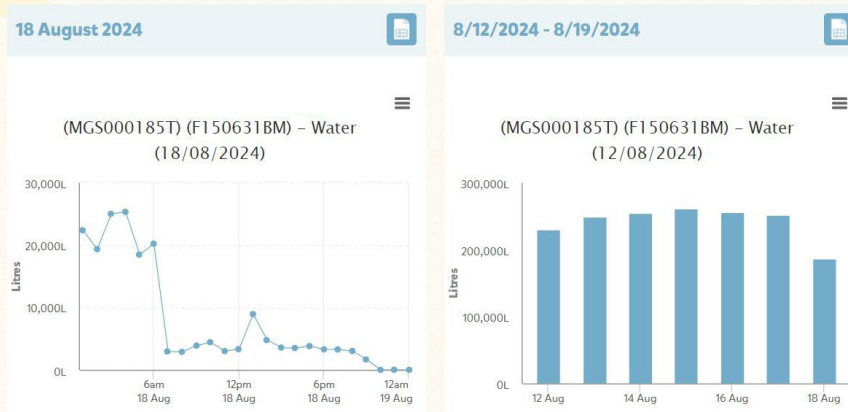 18 August 2024
(MGS000185T) (F150631BM) – Water
(18/08/2024)
30,000L
20,000L
10,000L
0L
Litres
6am
18 Aug
12pm
18 Aug
6pm
18 Aug
12am
19 Aug
8/12/2024 - 8/19/2024
(MGS000185T) (F150631BM) – Water
(12/08/2024)
300,000L
200,000L
100,000L
0L
Litres
12 Aug
14 Aug
16 Aug
18 Aug